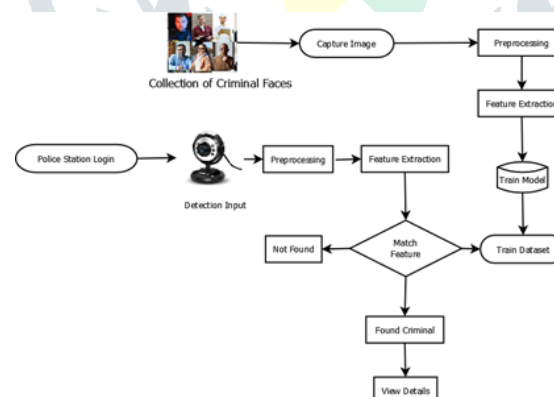 Capture Image
Preprocessing
Collection of Criminal Faces
Feature Extraction
Police Station Login
Preprocessing
Feature Extraction
Train Model
Detection Input
Not Found
Match
Feature
Train Dataset
Found Criminal
View Details